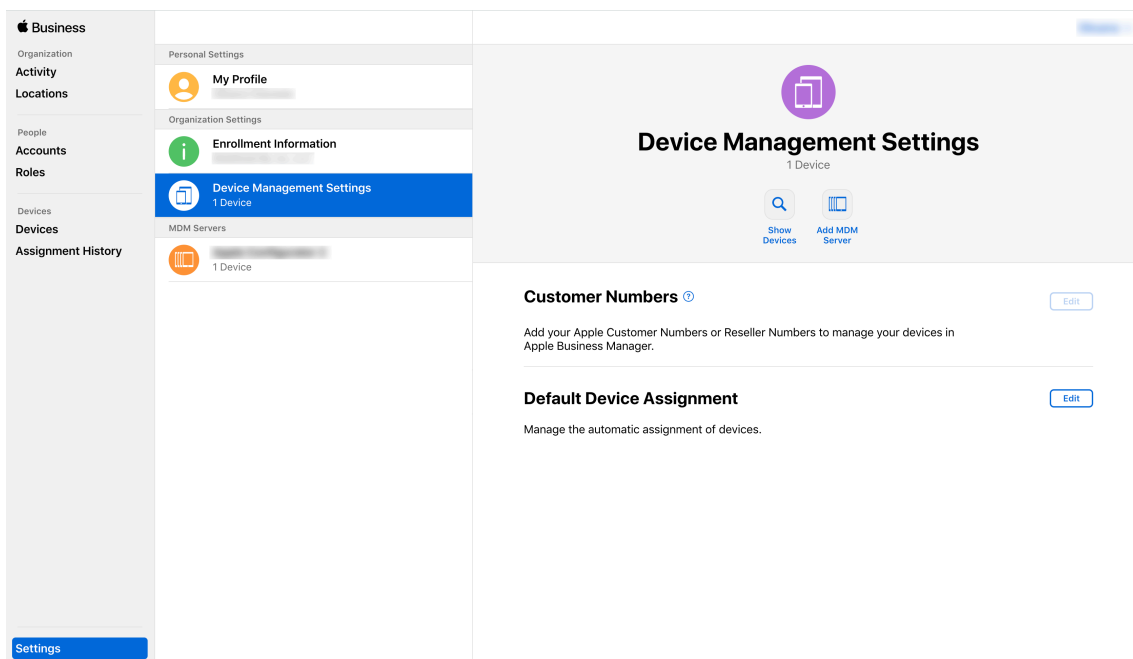 Business
Organization
Activity
Locations
People
Accounts
Roles
Devices
Devices
Assignment History
Settings
Personal Settings
My Profile
Organization Settings
Enrollment Information
Device Management Settings
1 Device
MDM Servers
1 Device
Device Management Settings
1 Device
Show
Devices
Add MDM
Server
Customer Numbers ?
Edit
Add your Apple Customer Numbers or Reseller Numbers to manage your devices in
Apple Business Manager.
Default Device Assignment
Edit
Manage the automatic assignment of devices.